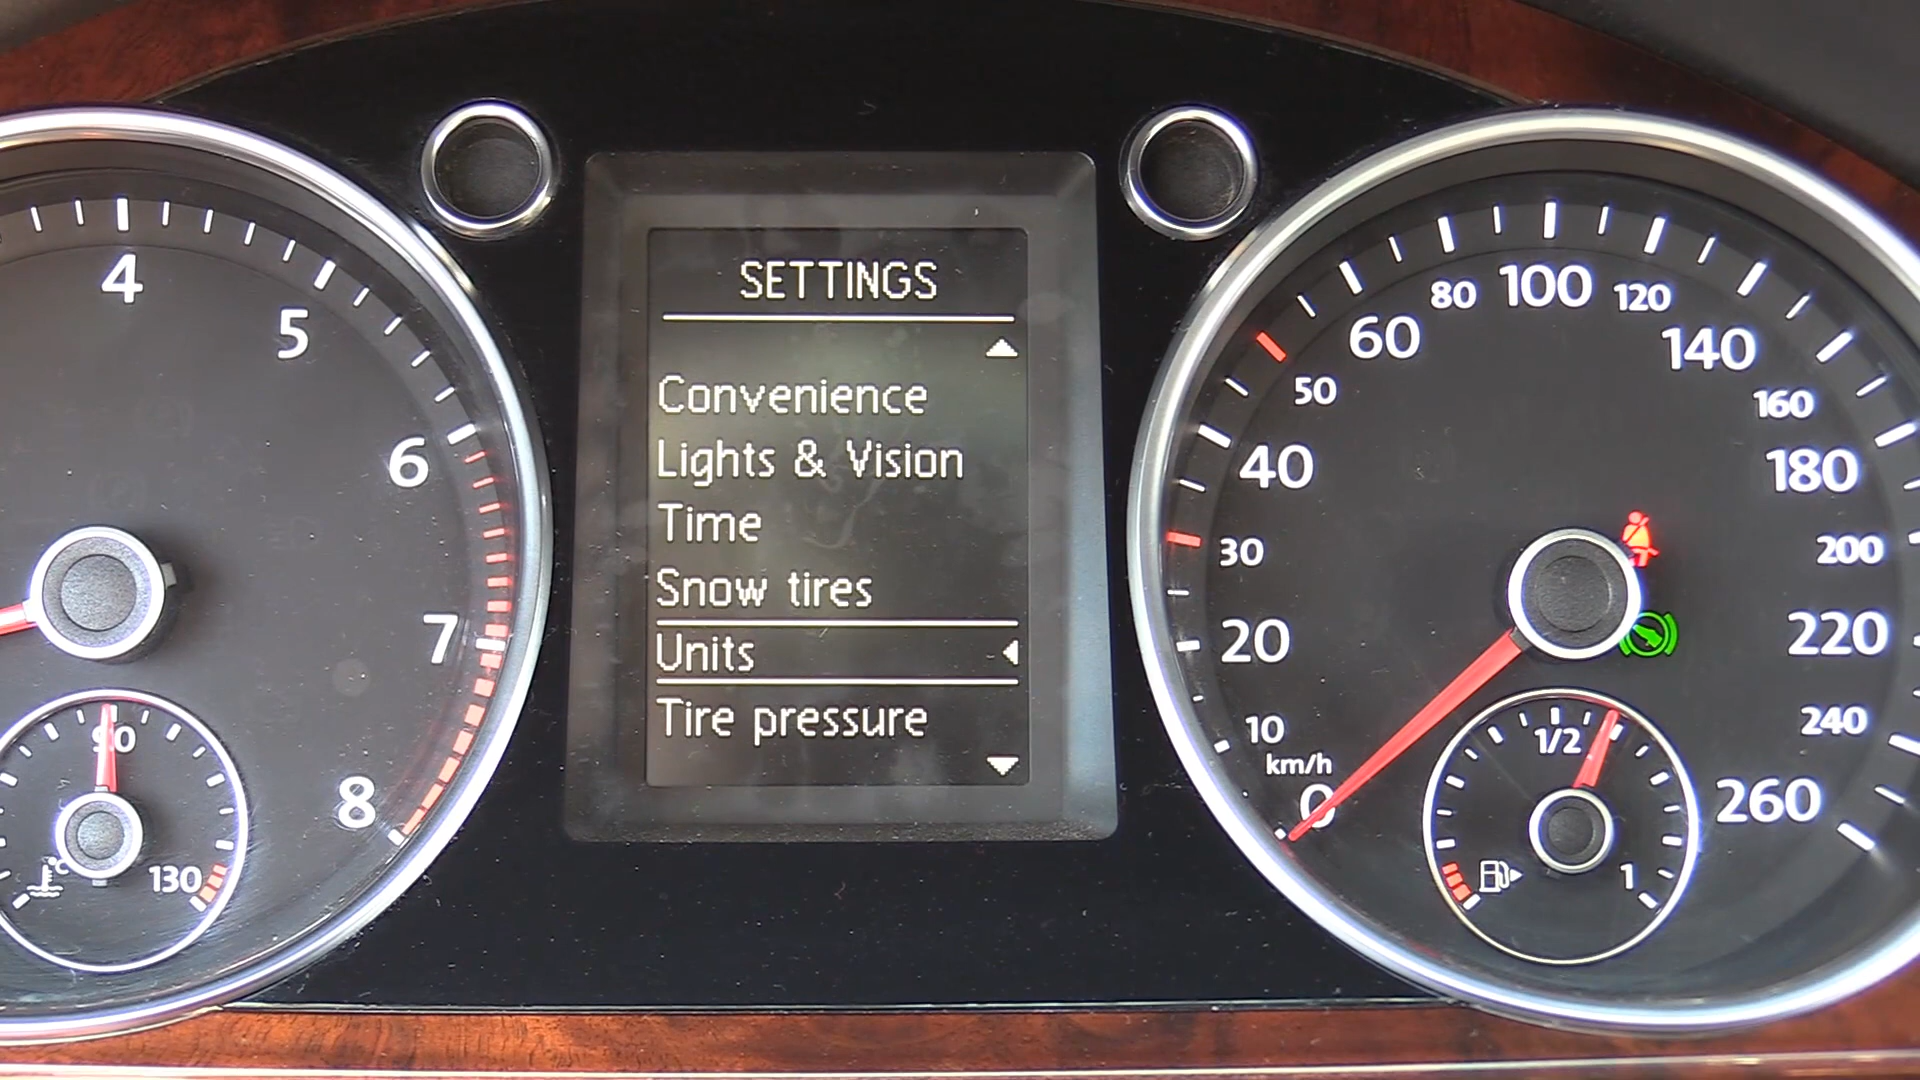 4
5
6
7
8
90
130
°C
SETTINGS
Convenience
Lights & Vision
Time
Snow tires
Units
Tire pressure
0
10
km/h
20
30
40
50
60
80
100
120
140
160
180
200
220
240
260
1/2
1